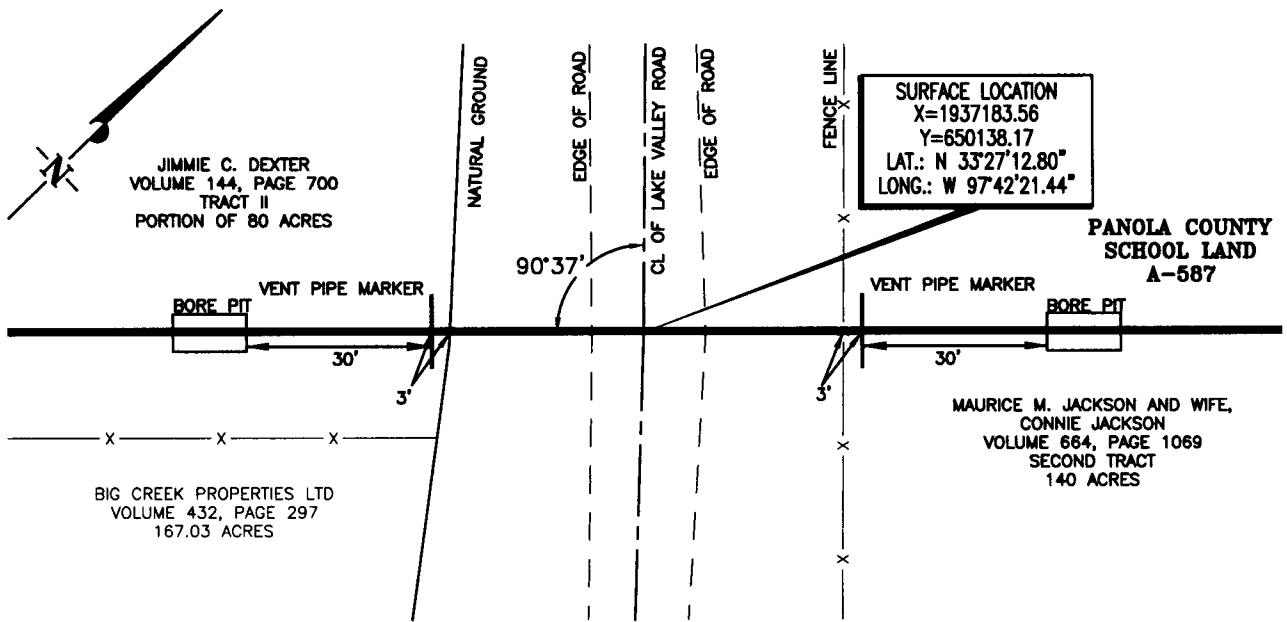 N
JIMMIE C. DEXTER
VOLUME 144, PAGE 700
TRACT II
PORTION OF 80 ACRES
NATURAL GROUND
EDGE OF ROAD
CL OF LAKE VALLEY ROAD
EDGE OF ROAD
FENCE LINE
SURFACE LOCATION
X=1937183.56
Y=650138.17
LAT.: N 33°27'12.80"
LONG.: W 97°42'21.44"
PANOLA COUNTY
SCHOOL LAND
A-587
90°37'
VENT PIPE MARKER
BORE PIT
30'
3'
VENT PIPE MARKER
BORE PIT
30'
3'
MAURICE M. JACKSON AND WIFE,
CONNIE JACKSON
VOLUME 664, PAGE 1069
SECOND TRACT
140 ACRES
BIG CREEK PROPERTIES LTD
VOLUME 432, PAGE 297
167.03 ACRES